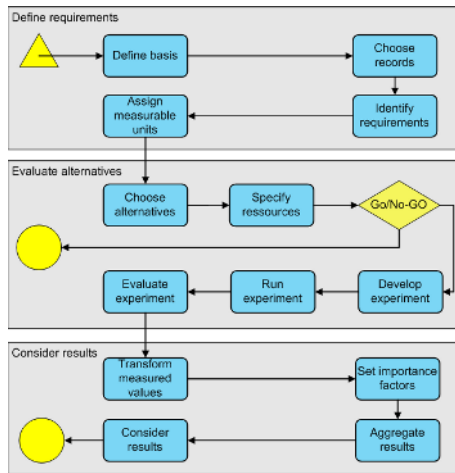 Define requirements
Define basis
Choose
records
Assign
measurable
units
Identify
requirements
Evaluate alternatives
Choose
alternatives
Specify
ressources
Go/No-GO
Evaluate
experiment
Run
experiment
Develop
experiment
Consider results
Transform
measured
values
Set importance
factors
Consider
results
Aggregate
results